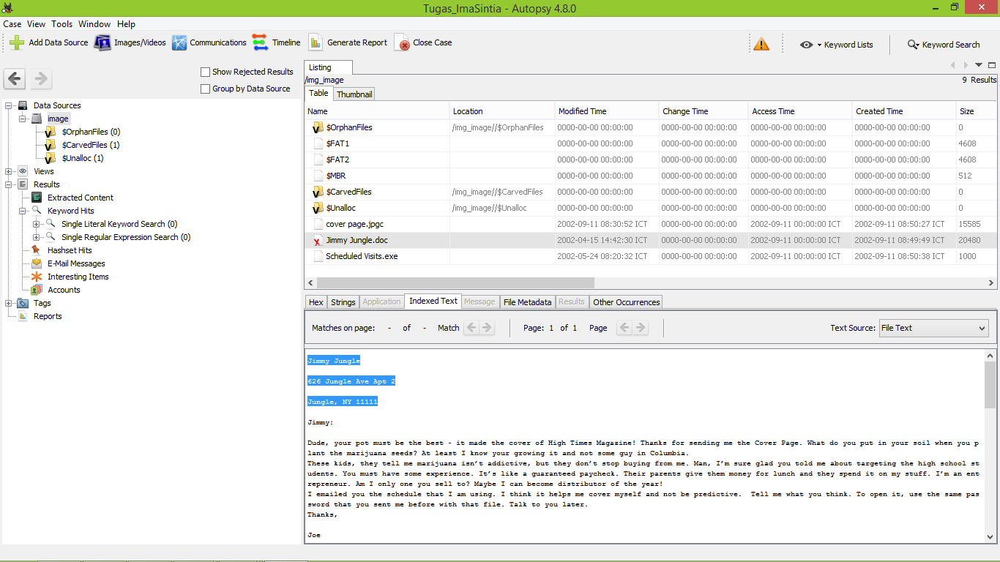 Tugas_ImaSintia - Autopsy 4.8.0
Case View Tools Window Help
Add Data Source Images/Videos Communications Timeline Generate Report Close Case Keyword Lists Keyword Search
Show Rejected Results
Group by Data Source
Data Sources
image
$OrphanFiles (0)
$CarvedFiles (1)
$Unalloc (1)
Views
Results
Extracted Content
Keyword Hits
Single Literal Keyword Search (0)
Single Regular Expression Search (0)
Hashset Hits
E-Mail Messages
Interesting Items
Accounts
Tags
Reports
Listing
/img_image 9 Results
Table Thumbnail
Name Location Modified Time Change Time Access Time Created Time Size
$OrphanFiles /img_image//$OrphanFiles 0000-00-00 00:00:00 0000-00-00 00:00:00 0000-00-00 00:00:00 0000-00-00 00:00:00 0
$FAT1 0000-00-00 00:00:00 0000-00-00 00:00:00 0000-00-00 00:00:00 0000-00-00 00:00:00 4608
$FAT2 0000-00-00 00:00:00 0000-00-00 00:00:00 0000-00-00 00:00:00 0000-00-00 00:00:00 4608
$MBR 0000-00-00 00:00:00 0000-00-00 00:00:00 0000-00-00 00:00:00 0000-00-00 00:00:00 512
$CarvedFiles /img_image//$CarvedFiles 0000-00-00 00:00:00 0000-00-00 00:00:00 0000-00-00 00:00:00 0000-00-00 00:00:00 0
$Unalloc /img_image//$Unalloc 0000-00-00 00:00:00 0000-00-00 00:00:00 0000-00-00 00:00:00 0000-00-00 00:00:00 0
cover page.jpgc 2002-09-11 08:30:52 ICT 0000-00-00 00:00:00 2002-09-11 00:00:00 ICT 2002-09-11 08:50:27 ICT 15585
Jimmy Jungle.doc 2002-04-15 14:42:30 ICT 0000-00-00 00:00:00 2002-09-11 00:00:00 ICT 2002-09-11 08:49:49 ICT 20480
Scheduled Visits.exe 2002-05-24 08:20:32 ICT 0000-00-00 00:00:00 2002-09-11 00:00:00 ICT 2002-09-11 08:50:38 ICT 1000
Hex Strings Application Indexed Text Message File Metadata Results Other Occurrences
Matches on page: - of - Match Page: 1 of 1 Page Text Source: File Text
Jimmy Jungle
626 Jungle Ave Apt 2
Jungle, NY 11111
Jimmy:
Dude, your pot must be the best - it made the cover of High Times Magazine! Thanks for sending me the Cover Page. What do you put in your soil when you p
lant the marijuana seeds? At least I know your growing it and not some guy in Columbia.
These kids, they tell me marijuana isn't addictive, but they don't stop buying from me. Man, I'm sure glad you told me about targeting the high school st
udents. You must have some experience. It's like a guaranteed paycheck. Their parents give them money for lunch and they spend it on my stuff. I'm an ent
repreneur. Am I only one you sell to? Maybe I can become distributor of the year!
I emailed you the schedule that I am using. I think it helps me cover myself and not be predictive.  Tell me what you think. To open it, use the same pas
sword that you sent me before with that file. Talk to you later.
Thanks,
Joe